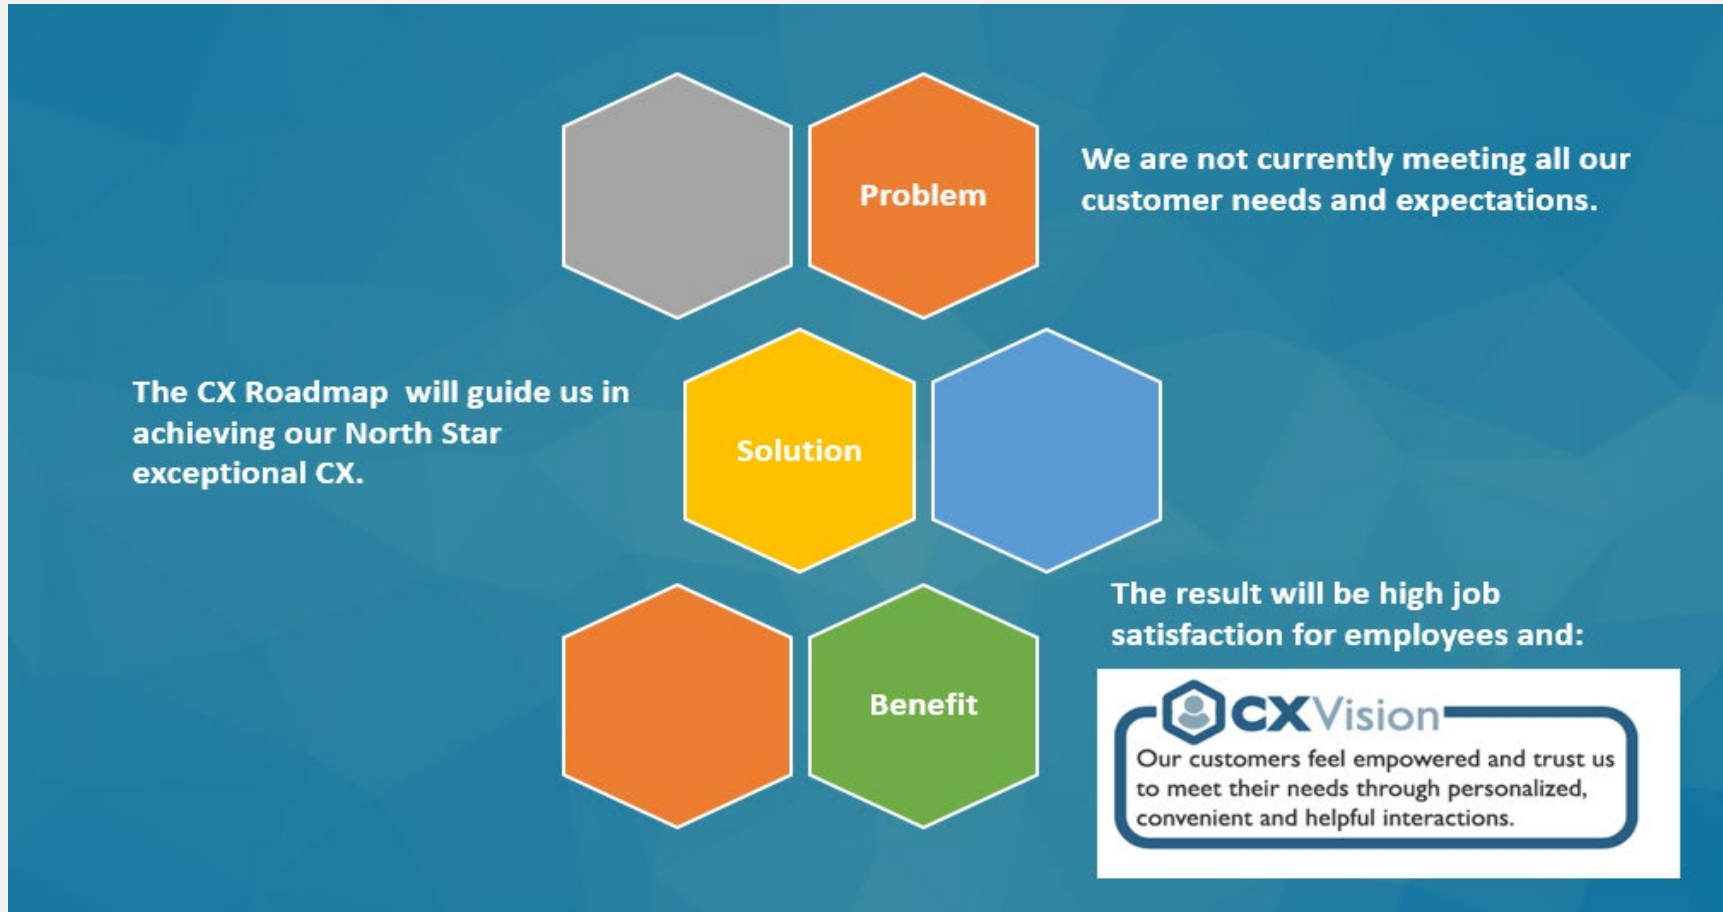 Problem
We are not currently meeting all our
customer needs and expectations.
The CX Roadmap  will guide us in
achieving our North Star
exceptional CX.
Solution
Benefit
The result will be high job
satisfaction for employees and:
CXVision
Our customers feel empowered and trust us
to meet their needs through personalized,
convenient and helpful interactions.